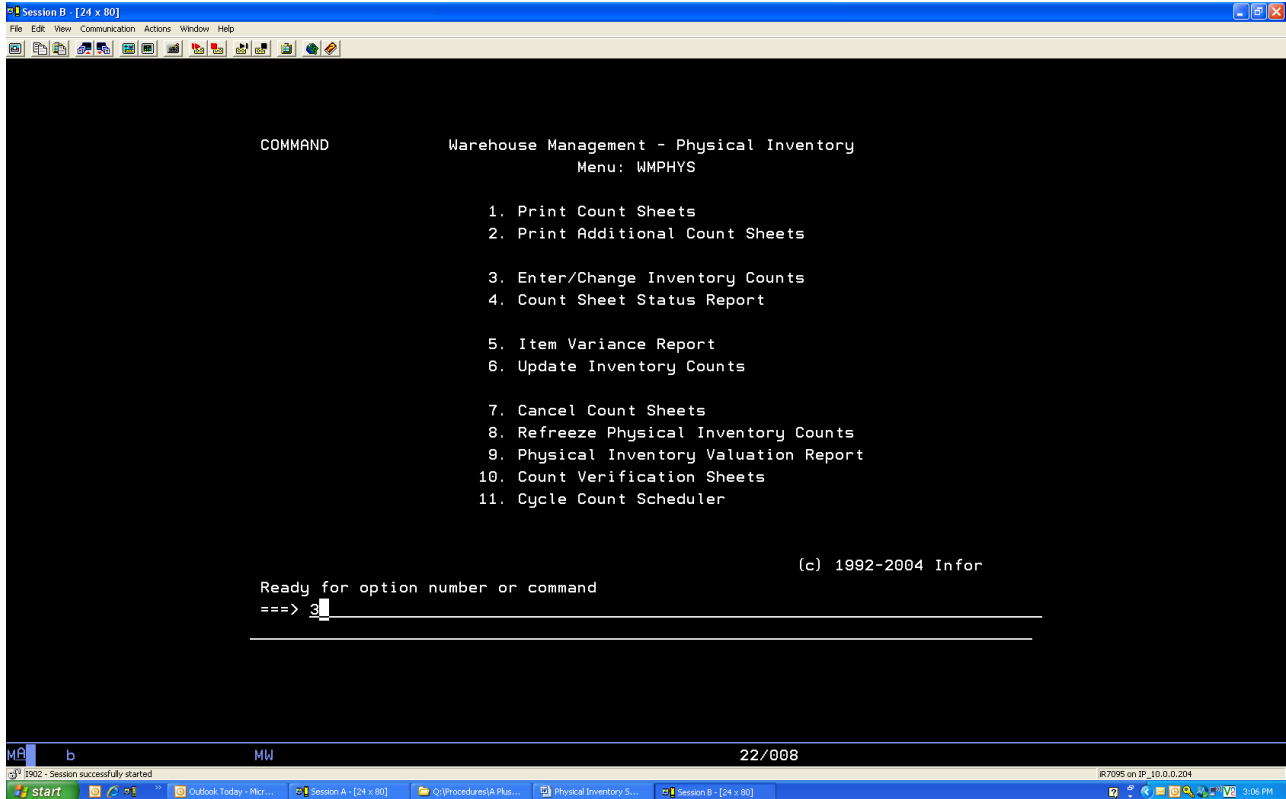 Session B - [24 x 80]
File Edit View Communication Actions Window Help
COMMAND Warehouse Management - Physical Inventory
Menu: WMPHYS
1. Print Count Sheets
2. Print Additional Count Sheets
3. Enter/Change Inventory Counts
4. Count Sheet Status Report
5. Item Variance Report
6. Update Inventory Counts
7. Cancel Count Sheets
8. Refreeze Physical Inventory Counts
9. Physical Inventory Valuation Report
10. Count Verification Sheets
11. Cycle Count Scheduler
(c) 1992-2004 Infor
Ready for option number or command
===> 3
MA b MW 22/008
I902 - Session successfully started iR7095 on IP_10.0.0.204
start Outlook Today - Micr... Session A - [24 x 80] Q:\Procedures\A Plus... Physical Inventory S... Session B - [24 x 80] 3:06 PM